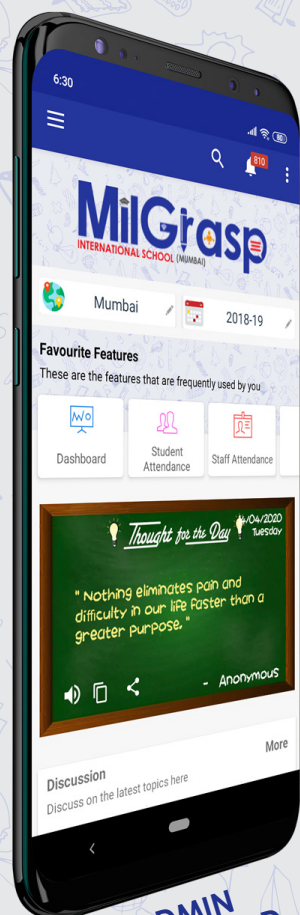 6:30
80
810
MilGrasp
INTERNATIONAL SCHOOL (MUMBAI)
Mumbai
2018-19
Favourite Features
These are the features that are frequently used by you
Dashboard
Student
Attendance
Staff Attendance
Thought for the Day
/04/2020
Tuesday
" Nothing eliminates pain and
difficulty in our life faster than a
greater purpose. "
- Anonymous
Discussion
More
Discuss on the latest topics here